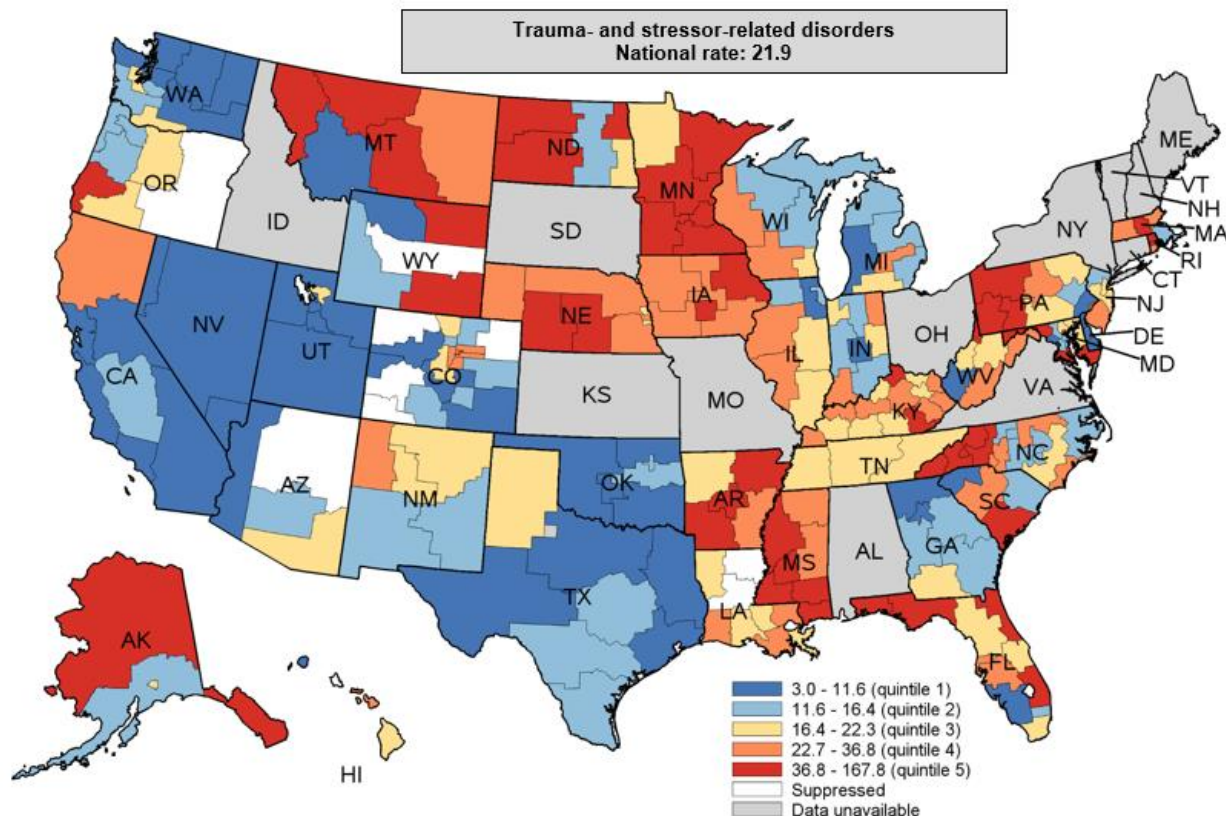 Trauma- and stressor-related disorders
National rate: 21.9
WA
MT
ND
MN
ME
VT
NH
MA
RI
CT
NY
OR
ID
SD
WI
MI
WY
IA
PA
NJ
NE
NV
UT
CO
IL
IN
OH
DE
MD
WV
VA
CA
KS
MO
KY
AZ
NM
OK
AR
TN
NC
SC
MS
AL
GA
TX
LA
FL
AK
HI
3.0 - 11.6 (quintile 1)
11.6 - 16.4 (quintile 2)
16.4 - 22.3 (quintile 3)
22.7 - 36.8 (quintile 4)
36.8 - 167.8 (quintile 5)
Suppressed
Data unavailable